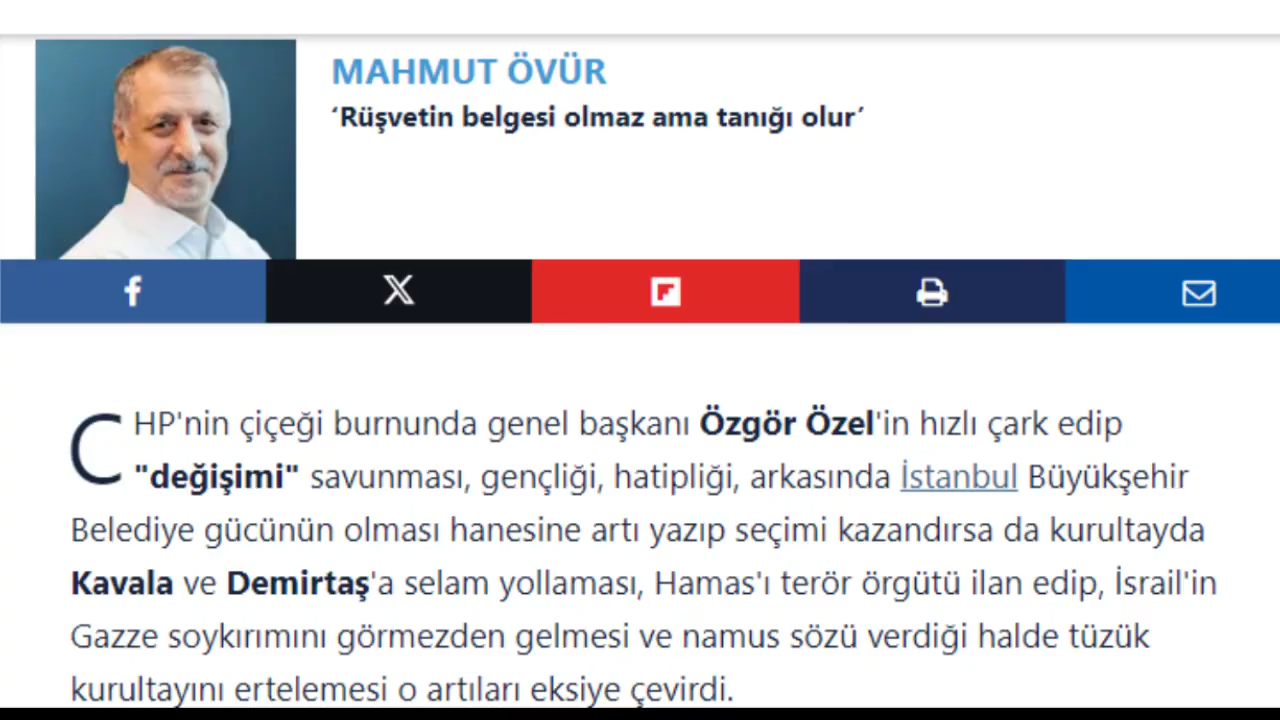 MAHMUT ÖVÜR
‘Rüşvetin belgesi olmaz ama tanığı olur’
CHP'nin çiçeği burnunda genel başkanı Özgör Özel'in hızlı çark edip
"değişimi" savunması, gençliği, hatipliği, arkasında İstanbul Büyükşehir
Belediye gücünün olması hanesine artı yazıp seçimi kazandırsa da kurultayda
Kavala ve Demirtaş'a selam yollaması, Hamas'ı terör örgütü ilan edip, İsrail'in
Gazze soykırımını görmezden gelmesi ve namus sözü verdiği halde tüzük
kurultayını ertelemesi o artıları eksiye çevirdi.